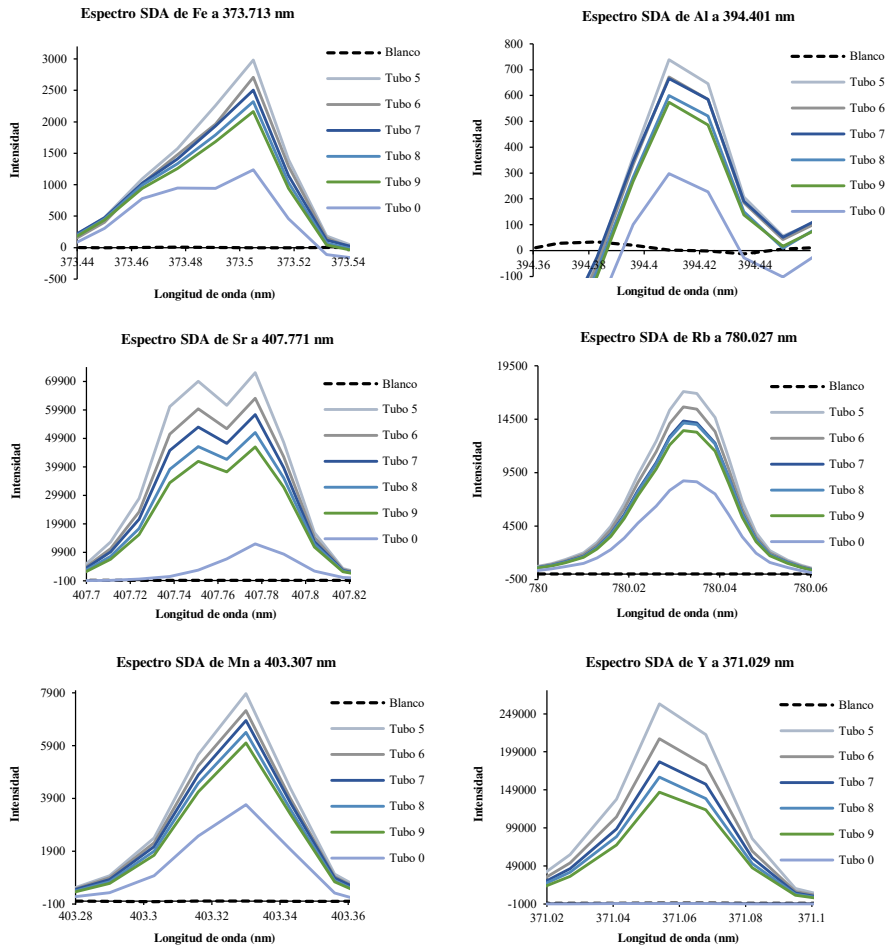 Espectro SDA de Fe a 373.713 nm
Intensidad
3000
2500
2000
1500
1000
500
0
-500
373.44
373.46
373.48
373.5
373.52
373.54
Longitud de onda (nm)
Blanco
Tubo 5
Tubo 6
Tubo 7
Tubo 8
Tubo 9
Tubo 0
Espectro SDA de Al a 394.401 nm
Intensidad
800
700
600
500
400
300
200
100
0
-100
394.36
394.38
394.4
394.42
394.44
Longitud de onda (nm)
Blanco
Tubo 5
Tubo 6
Tubo 7
Tubo 8
Tubo 9
Tubo 0
Espectro SDA de Sr a 407.771 nm
Intensidad
69900
59900
49900
39900
29900
19900
9900
-100
407.7
407.72
407.74
407.76
407.78
407.8
407.82
Longitud de onda (nm)
Blanco
Tubo 5
Tubo 6
Tubo 7
Tubo 8
Tubo 9
Tubo 0
Espectro SDA de Rb a 780.027 nm
Intensidad
19500
14500
9500
4500
-500
780
780.02
780.04
780.06
Longitud de onda (nm)
Blanco
Tubo 5
Tubo 6
Tubo 7
Tubo 8
Tubo 9
Tubo 0
Espectro SDA de Mn a 403.307 nm
Intensidad
7900
5900
3900
1900
-100
403.28
403.3
403.32
403.34
403.36
Longitud de onda (nm)
Blanco
Tubo 5
Tubo 6
Tubo 7
Tubo 8
Tubo 9
Tubo 0
Espectro SDA de Y a 371.029 nm
Intensidad
249000
199000
149000
99000
49000
-1000
371.02
371.04
371.06
371.08
371.1
Longitud de onda (nm)
Blanco
Tubo 5
Tubo 6
Tubo 7
Tubo 8
Tubo 9
Tubo 0